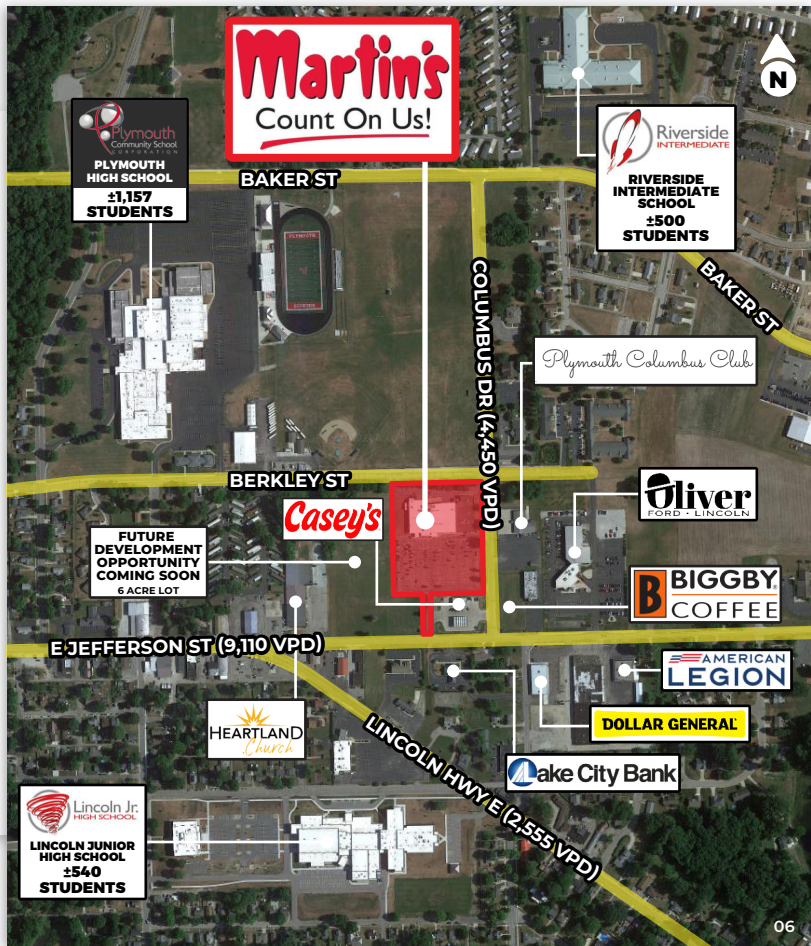 Martin's
Count On Us!
N
Plymouth
Community School
CORPORATION
PLYMOUTH
HIGH SCHOOL
±1,157
STUDENTS
BAKER ST
Riverside
INTERMEDIATE
RIVERSIDE
INTERMEDIATE
SCHOOL
±500
STUDENTS
BAKER ST
COLUMBUS DR (4,450 VPD)
PLYMOUTH
Plymouth Columbus Club
BERKLEY ST
Casey's
Oliver
FORD • LINCOLN
FUTURE
DEVELOPMENT
OPPORTUNITY
COMING SOON
6 ACRE LOT
B BIGGBY
COFFEE
E JEFFERSON ST (9,110 VPD)
AMERICAN
LEGION
HEARTLAND
Church
DOLLAR GENERAL
LINCOLN HWY E (2,555 VPD)
Lake City Bank
Lincoln Jr.
HIGH SCHOOL
LINCOLN JUNIOR
HIGH SCHOOL
±540
STUDENTS
06